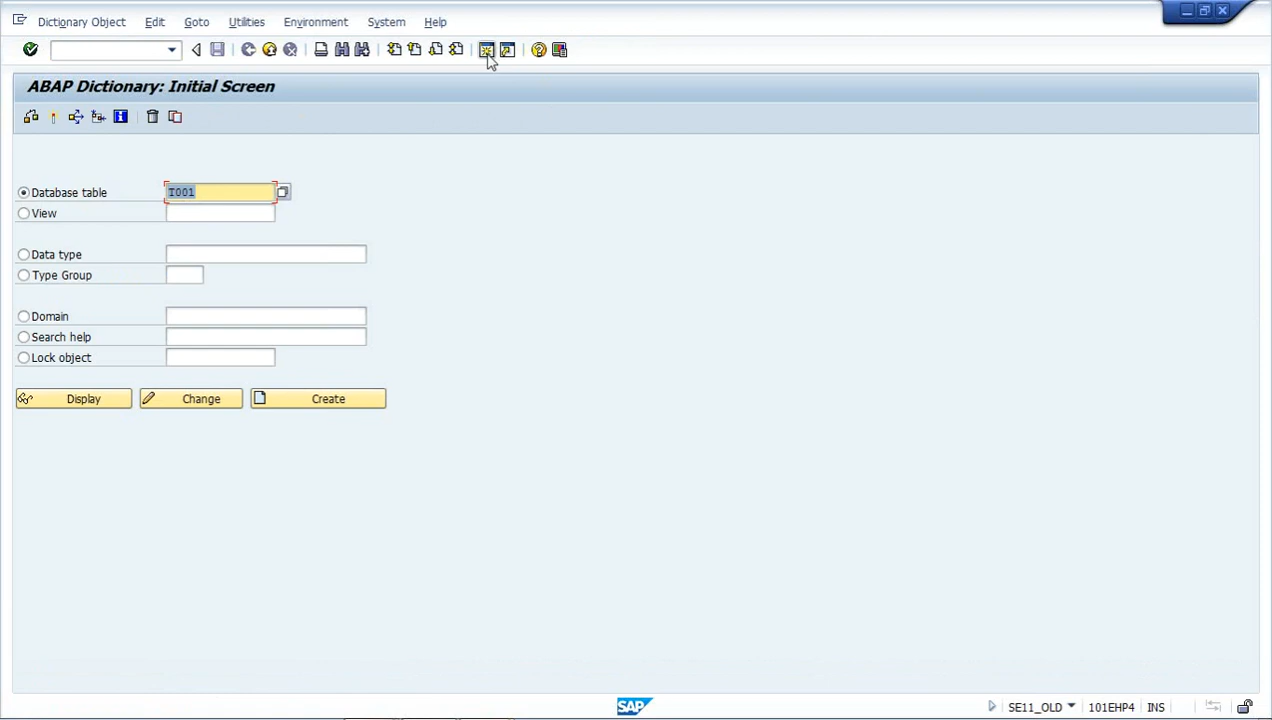 Dictionary Object Edit Goto Utilities Environment System Help
ABAP Dictionary: Initial Screen
Database table T001
View
Data type
Type Group
Domain
Search help
Lock object
Display Change Create
SAP SE11_OLD 101EHP4 INS